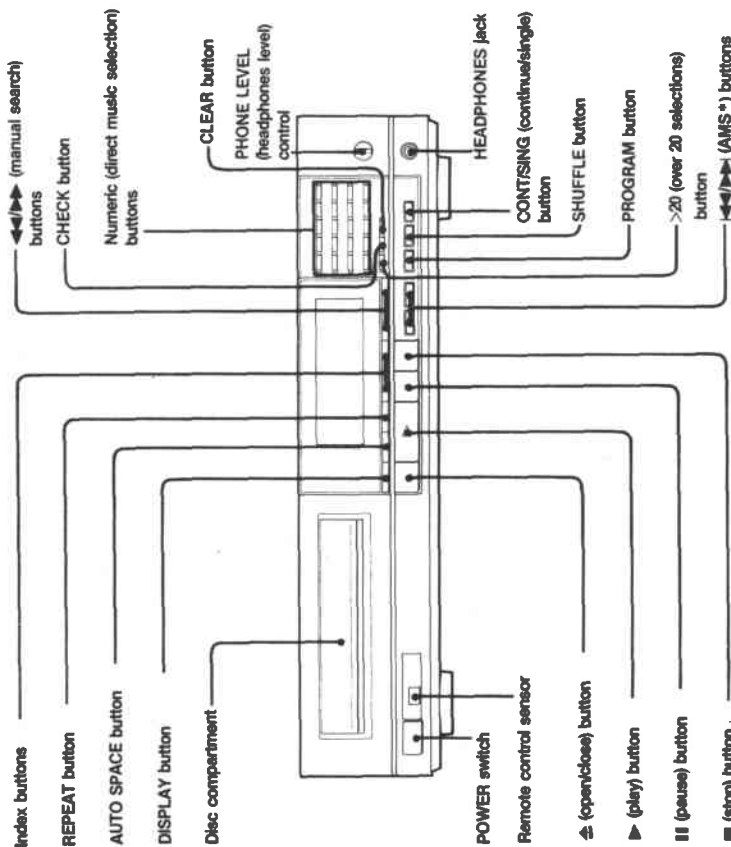 Index buttons
REPEAT button
AUTO SPACE button
DISPLAY button
Disc compartment
◀◀/▶▶ (manual search)
buttons
CHECK button
Numeric (direct music selection)
buttons
CLEAR button
PHONE LEVEL
(headphones level)
control
POWER switch
Remote control sensor
≙ (open/close) button
▶ (play) button
▮▮ (pause) button
■ (stop) button
HEADPHONES jack
CONT/SING (continue/single)
button
SHUFFLE button
PROGRAM button
>20 (over 20 selections)
button
|◀◀/▶▶| (AMS*) buttons